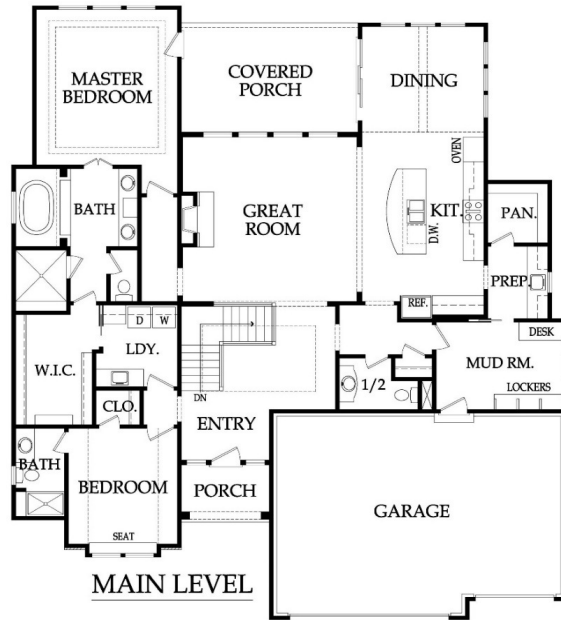 MASTER
BEDROOM
COVERED
PORCH
DINING
OVEN
BATH
GREAT
ROOM
KIT.
D.W.
PAN.
PREP.
REF.
DESK
D W
LDY.
W.I.C.
MUD RM.
DN
1/2
LOCKERS
CLO.
ENTRY
BATH
BEDROOM
PORCH
GARAGE
SEAT
MAIN LEVEL